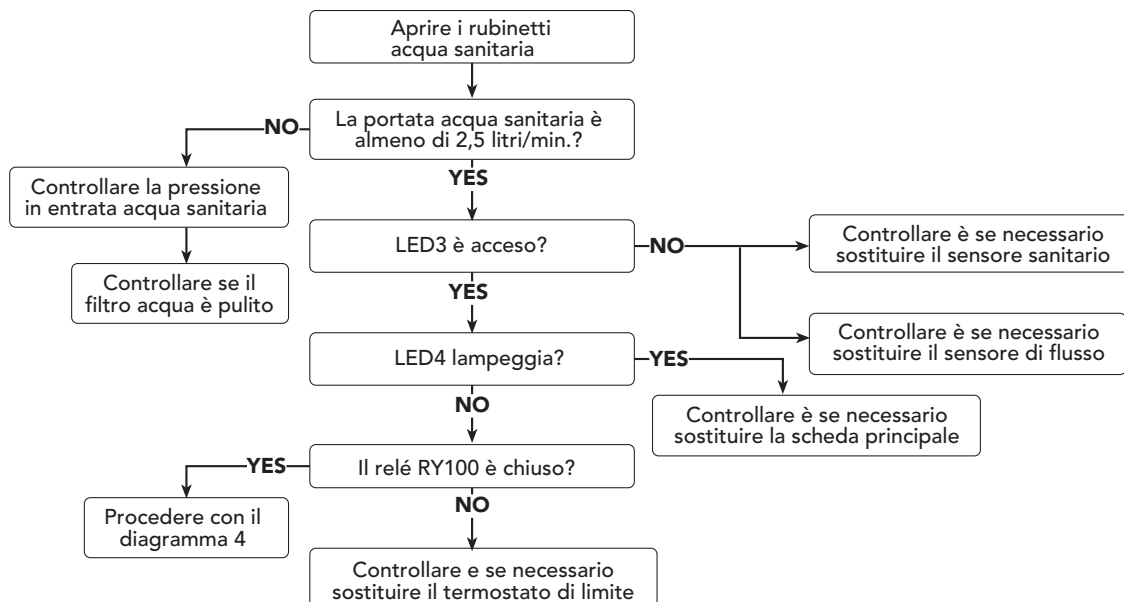 Aprire i rubinetti
acqua sanitaria
La portata acqua sanitaria è
almeno di 2,5 litri/min.?
NO
Controllare la pressione
in entrata acqua sanitaria
Controllare se il
filtro acqua è pulito
YES
LED3 è acceso?
NO
Controllare è se necessario
sostituire il sensore sanitario
Controllare è se necessario
sostituire il sensore di flusso
YES
LED4 lampeggia?
YES
Controllare è se necessario
sostituire la scheda principale
NO
Il relé RY100 è chiuso?
YES
Procedere con il
diagramma 4
NO
Controllare e se necessario
sostituire il termostato di limite